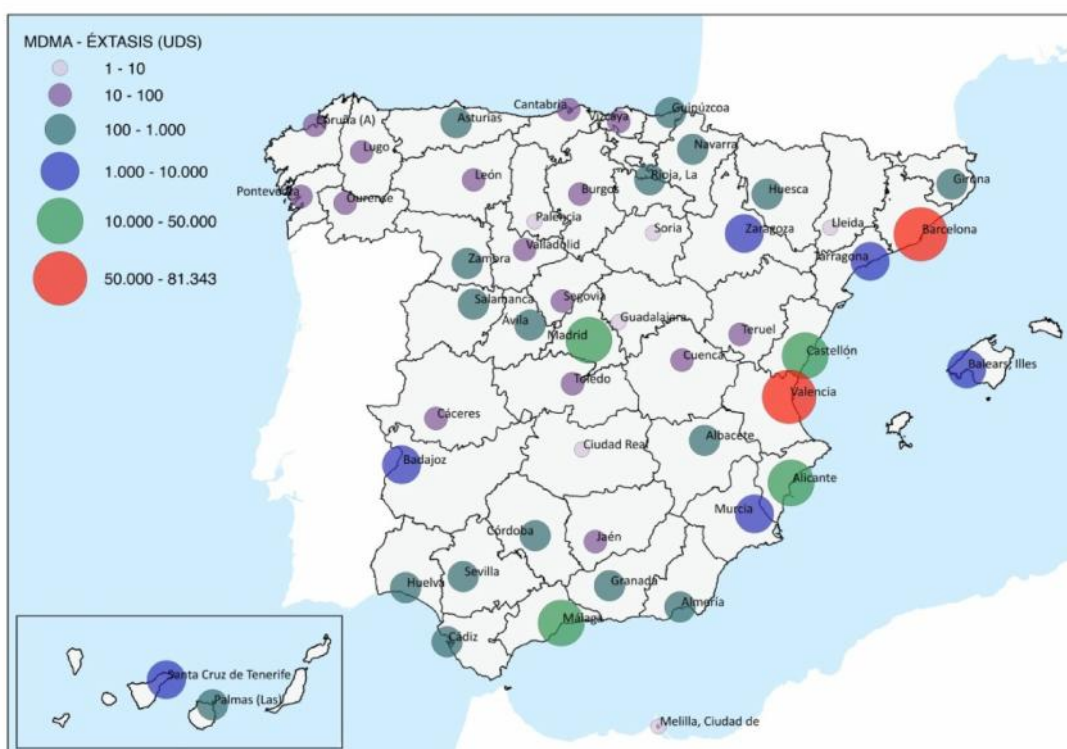 MDMA - ÉXTASIS (UDS)
1 - 10
10 - 100
100 - 1.000
1.000 - 10.000
10.000 - 50.000
50.000 - 81.343
Cantabria
Vizcaya
Guipúzcoa
Coruña (A)
Asturias
Lugo
Navarra
León
Rioja, La
Pontevedra
Ourense
Burgos
Huesca
Girona
Palencia
Soria
Zaragoza
Lleida
Barcelona
Valladolid
Zamora
Tarragona
Salamanca
Segovia
Ávila
Guadalajara
Madrid
Teruel
Castellón
Cuenca
Balears, Illes
Toledo
Valencia
Cáceres
Albacete
Ciudad Real
Badajoz
Alicante
Murcia
Córdoba
Jaén
Sevilla
Huelva
Granada
Almería
Málaga
Cádiz
Santa Cruz de Tenerife
Palmas (Las)
Melilla, Ciudad de